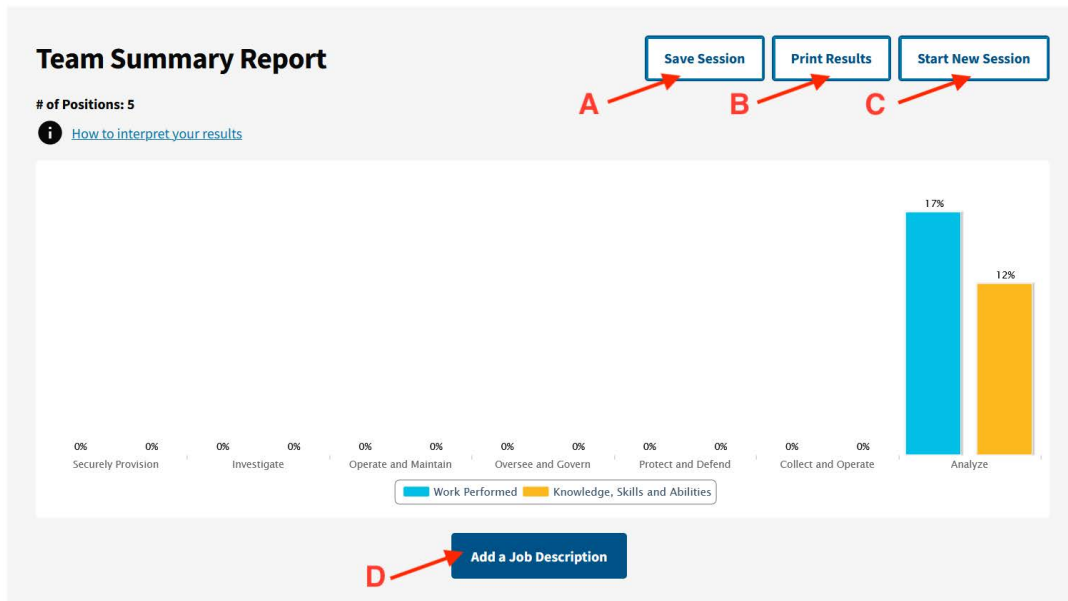 Team Summary Report
Save Session
Print Results
Start New Session
A
B
C
# of Positions: 5
i
How to interpret your results
17%
12%
0% 0% 0% 0% 0% 0% 0% 0% 0% 0% 0% 0%
Securely Provision Investigate Operate and Maintain Oversee and Govern Protect and Defend Collect and Operate Analyze
Work Performed Knowledge, Skills and Abilities
Add a Job Description
D